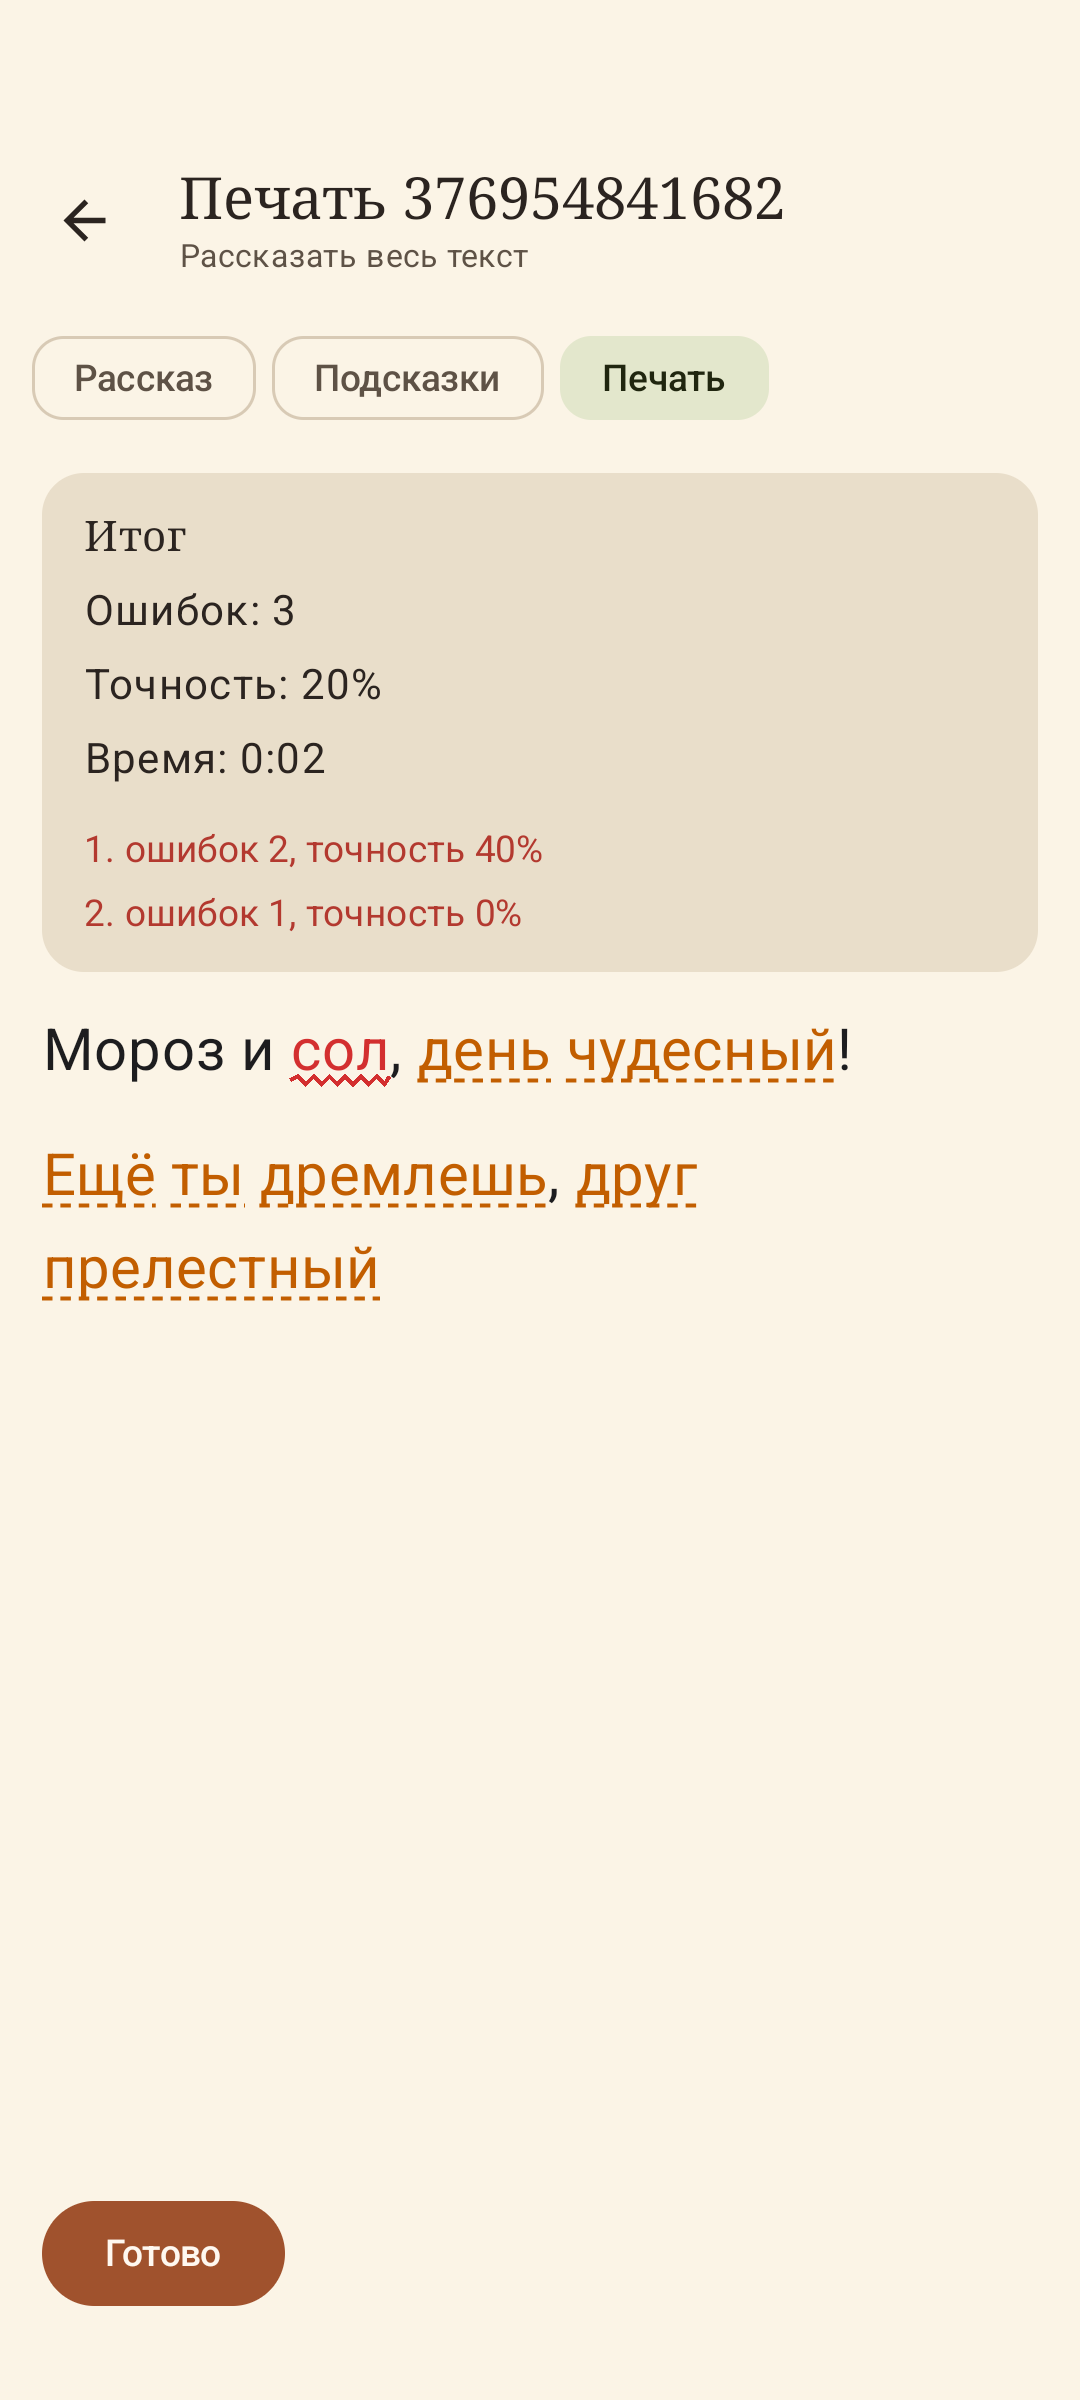 Печать 376954841682
Рассказать весь текст
Рассказ Подсказки Печать
Итог
Ошибок: 3
Точность: 20%
Время: 0:02
1. ошибок 2, точность 40%
2. ошибок 1, точность 0%
Мороз и сол, день чудесный!
Ещё ты дремлешь, друг
прелестный
Готово